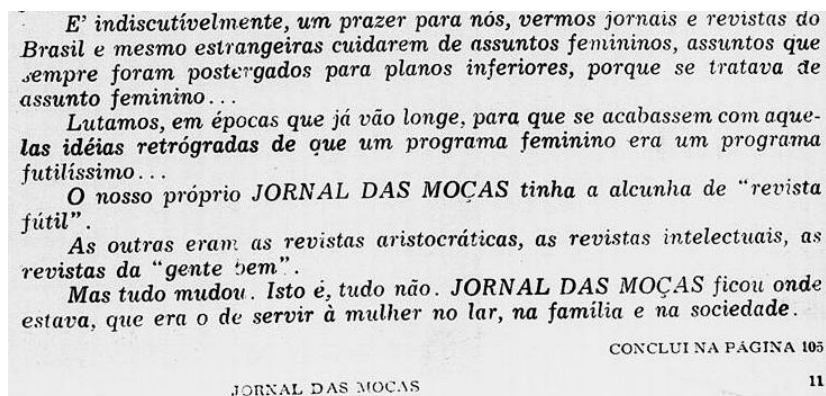 E' indiscutívelmente, um prazer para nós, vermos jornais e revistas do
Brasil e mesmo estrangeiras cuidarem de assuntos femininos, assuntos que
sempre foram postergados para planos inferiores, porque se tratava de
assunto feminino...
Lutamos, em épocas que já vão longe, para que se acabassem com aque-
las idéias retrógradas de que um programa feminino era um programa
futilíssimo...
O nosso próprio JORNAL DAS MOÇAS tinha a alcunha de "revista
fútil".
As outras eram as revistas aristocráticas, as revistas intelectuais, as
revistas da "gente bem".
Mas tudo mudou. Isto é, tudo não. JORNAL DAS MOÇAS ficou onde
estava, que era o de servir à mulher no lar, na família e na sociedade.
CONCLUI NA PÁGINA 105
JORNAL DAS MOÇAS
11